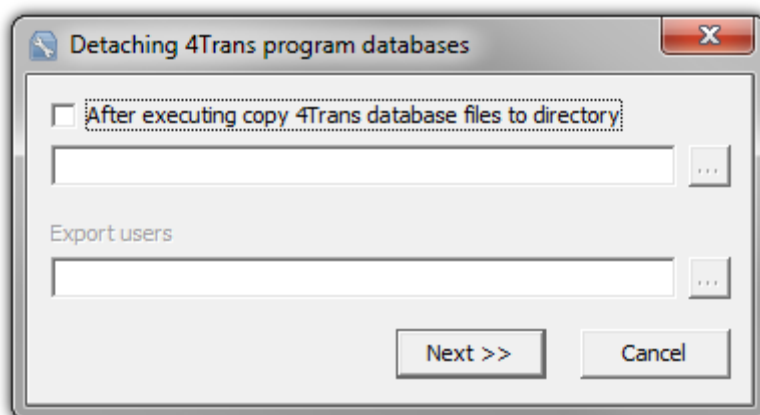 Detaching 4Trans program databases
After executing copy 4Trans database files to directory
...
Export users
...
Next >>
Cancel